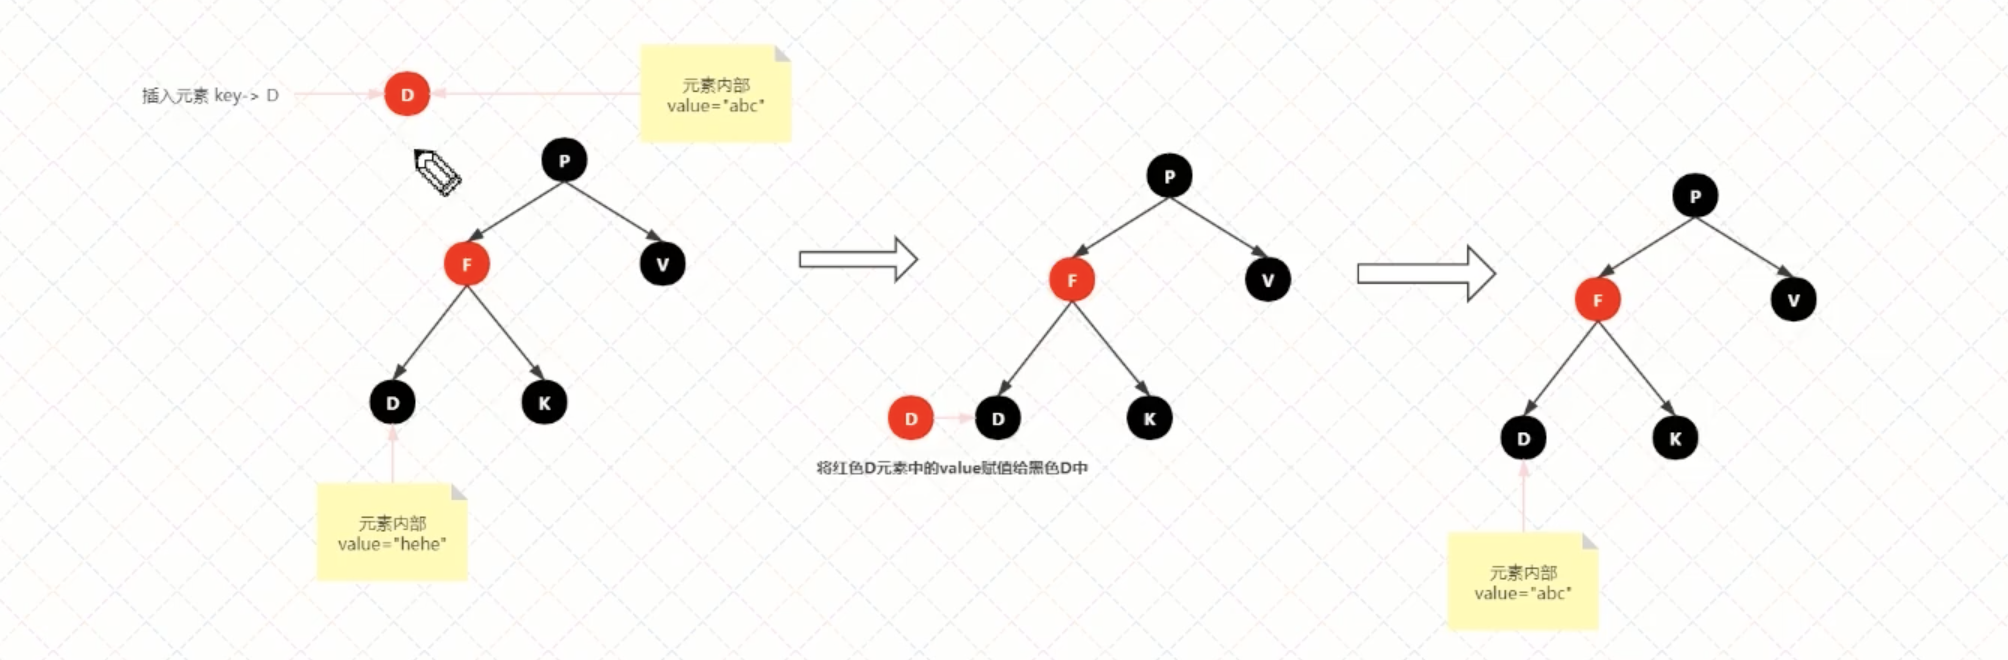 插入元素 key-> D
D
元素内部
value="abc"
P
F
V
D
K
元素内部
value="hehe"
P
F
V
D
D
K
将红色D元素中的value赋值给黑色D中
P
F
V
D
K
元素内部
value="abc"